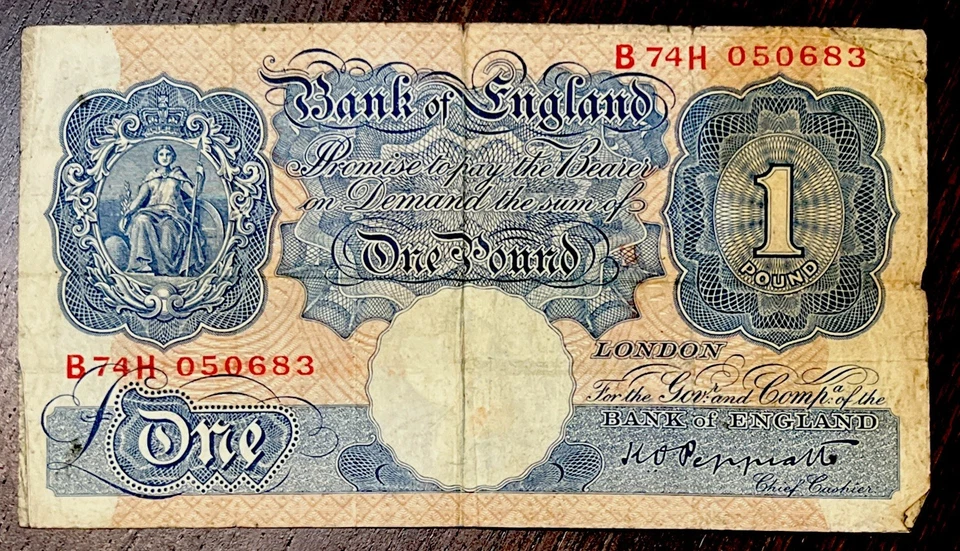 B 74H 050683
Bank of England
Promise to pay the Bearer
on Demand the sum of
One Pound
1
POUND
B 74H 050683
LONDON
For the Govr. and Compa. of the
BANK of ENGLAND
K O Peppiatt
Chief Cashier.
£One